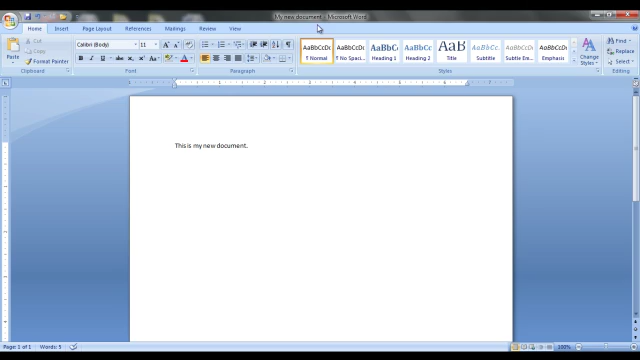 My new document - Microsoft Word
Home Insert Page Layout References Mailings Review View
Cut
Copy
Format Painter
Paste
Clipboard
Calibri (Body) 11
Font
Paragraph
AaBbCcDc AaBbCcDc AaBbC AaBbCc AaB AaBbCc. AaBbCcDc AaBbCcDc
¶ Normal ¶ No Spaci... Heading 1 Heading 2 Title Subtitle Subtle Em... Emphasis
Change Styles
Styles
Find
Replace
Select
Editing
This is my new document.
Page: 1 of 1 Words: 5 100%